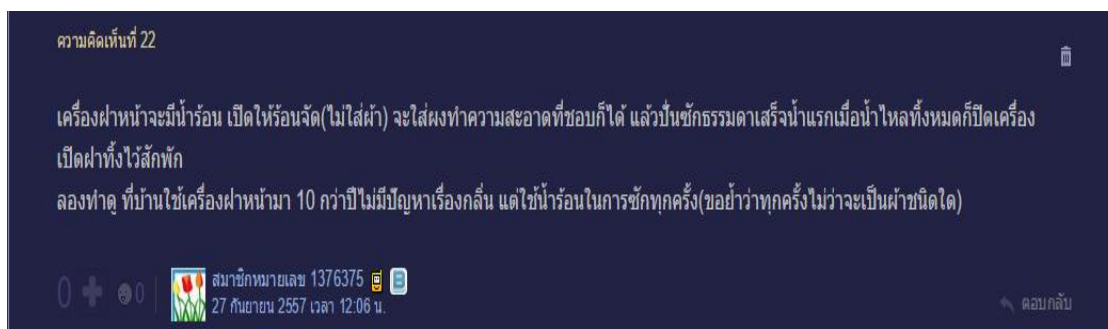 ความคิดเห็นที่ 22
เครื่องฝาหน้าจะมีน้ำร้อน เปิดให้ร้อนจัด(ไม่ใส่ผ้า) จะใส่ผงทำความสะอาดที่ชอบก็ได้ แล้วปั่นซักธรรมดาเสร็จน้ำแรกเมื่อน้ำไหลทิ้งหมดก็ปิดเครื่อง
เปิดฝาทิ้งไว้สักพัก
ลองทำดู ที่บ้านใช้เครื่องฝาหน้ามา 10 กว่าปีไม่มีปัญหาเรื่องกลิ่น แต่ใช้น้ำร้อนในการซักทุกครั้ง(ขอย้ำว่าทุกครั้งไม่ว่าจะเป็นผ้าชนิดใด)
0 0 สมาชิกหมายเลข 1376375
27 กันยายน 2557 เวลา 12:06 น.
ตอบกลับ